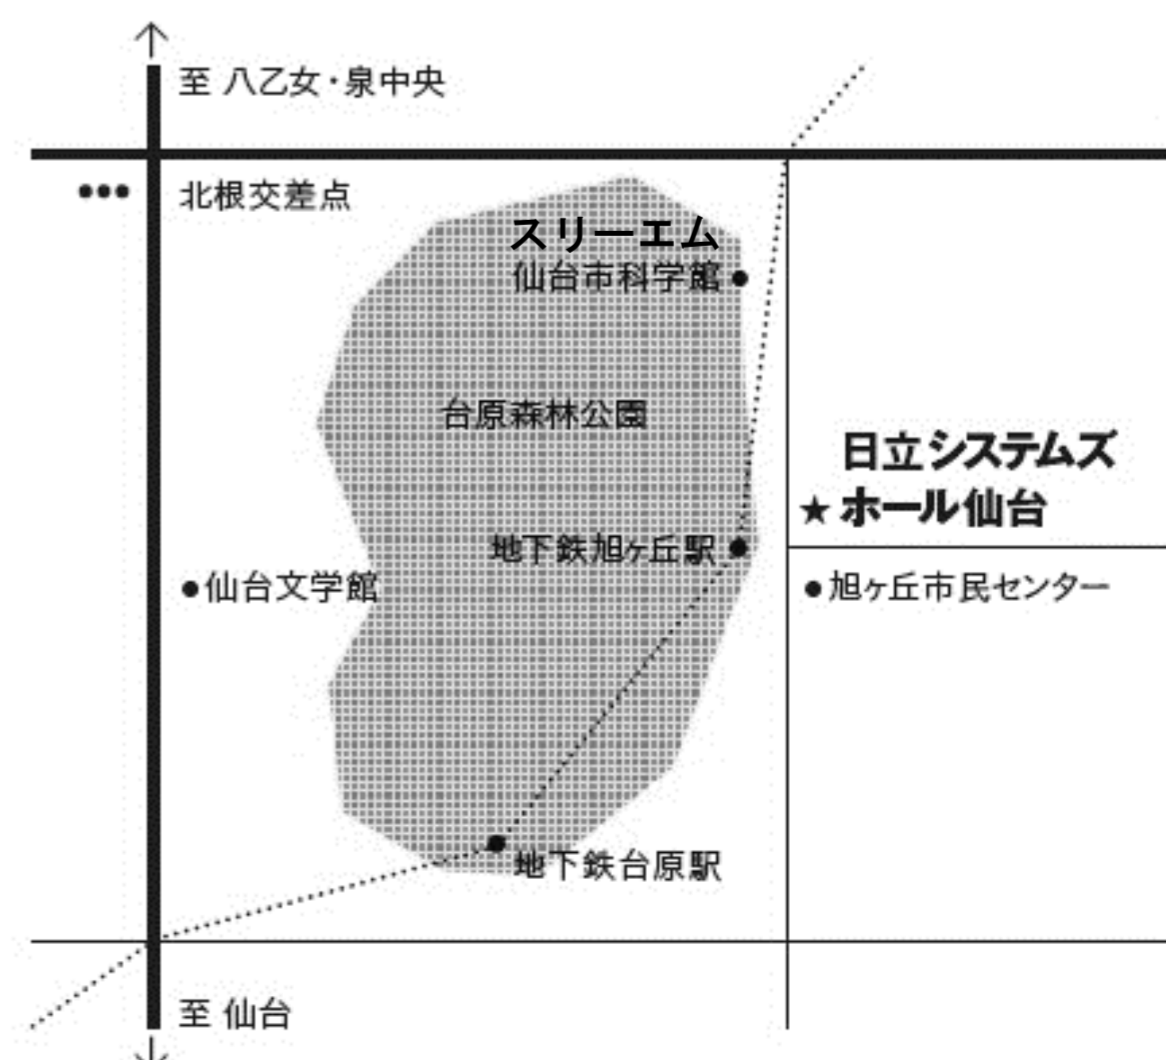 至 八乙女・泉中央
北根交差点
スリーエム
仙台市科学館
台原森林公園
日立システムズ
★ ホール仙台
地下鉄旭ヶ丘駅
仙台文学館
旭ヶ丘市民センター
地下鉄台原駅
至 仙台